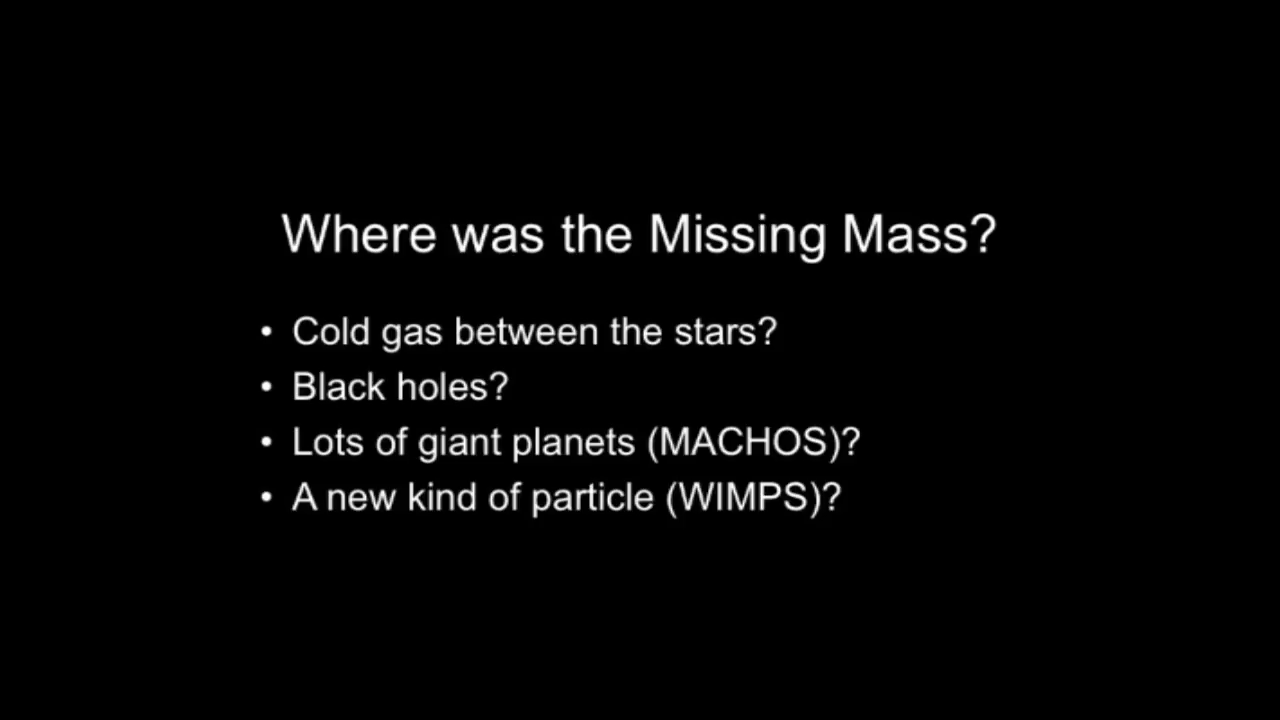 Where was the Missing Mass?
• Cold gas between the stars?
• Black holes?
• Lots of giant planets (MACHOS)?
• A new kind of particle (WIMPS)?